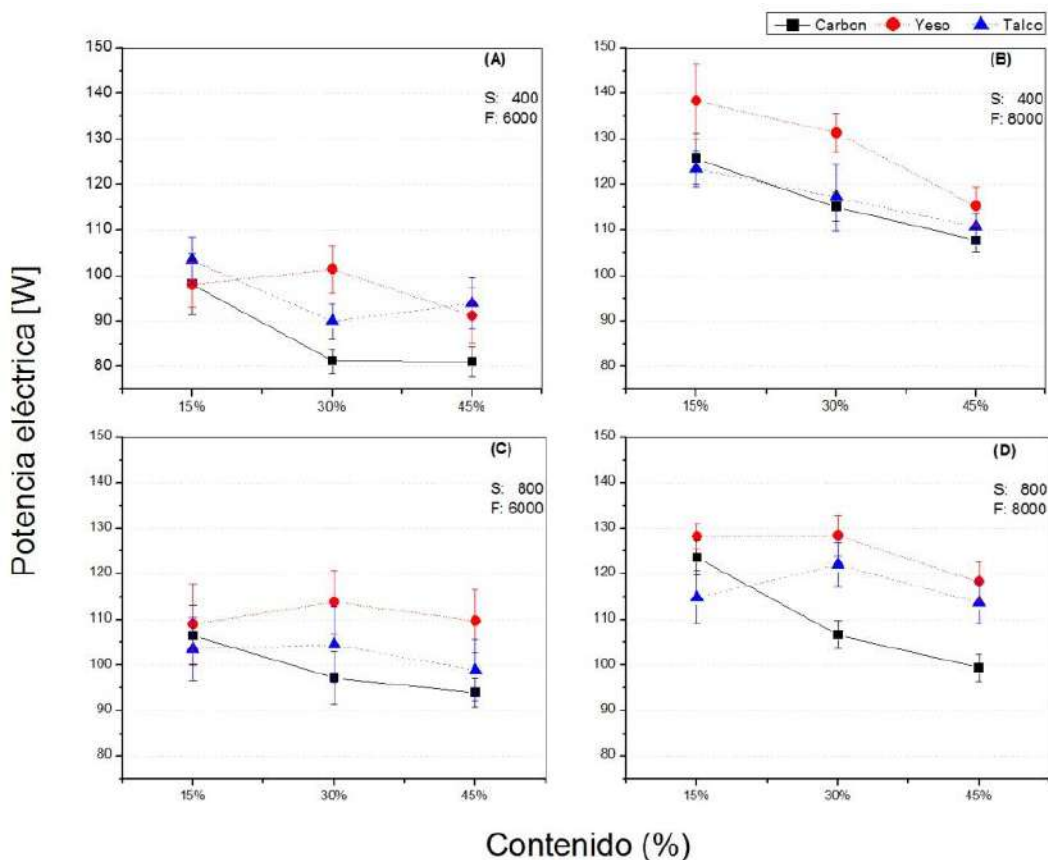 Carbon Yeso Talco
Potencia eléctrica [W]
(A)
S: 400
F: 6000
150
140
130
120
110
100
90
80
15% 30% 45%
(B)
S: 400
F: 8000
150
140
130
120
110
100
90
80
15% 30% 45%
(C)
S: 800
F: 6000
150
140
130
120
110
100
90
80
15% 30% 45%
(D)
S: 800
F: 8000
150
140
130
120
110
100
90
80
15% 30% 45%
Contenido (%)